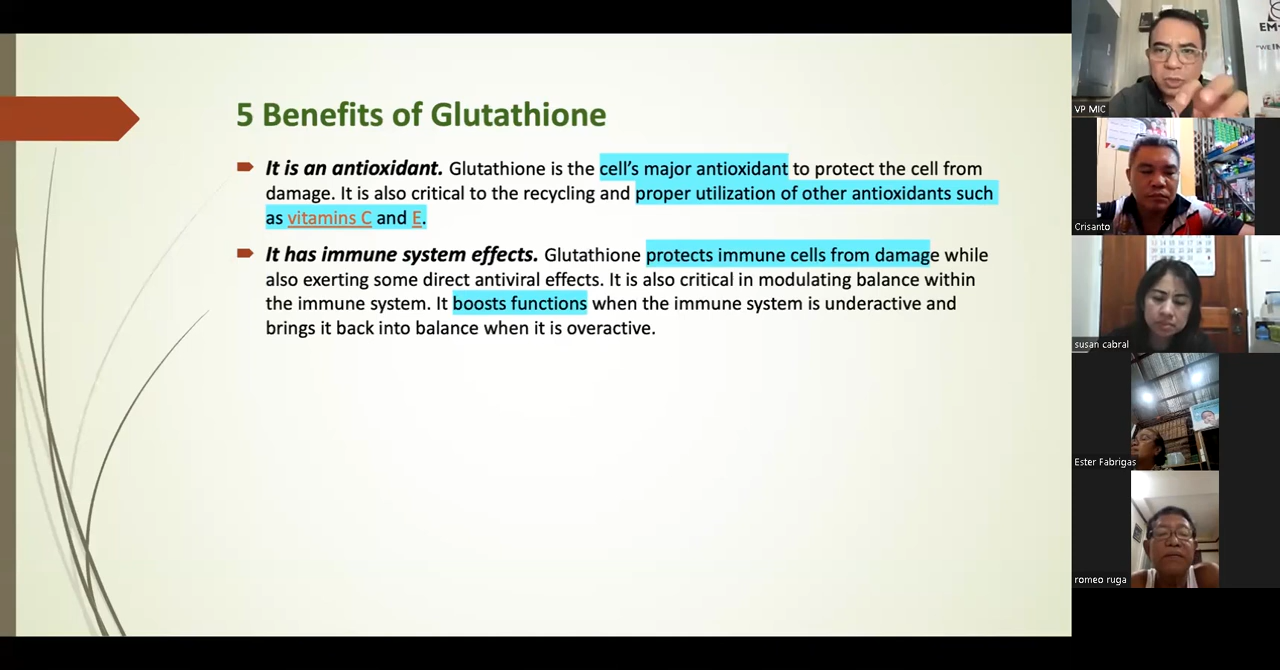 5 Benefits of Glutathione
It is an antioxidant. Glutathione is the cell’s major antioxidant to protect the cell from
damage. It is also critical to the recycling and proper utilization of other antioxidants such
as vitamins C and E.
It has immune system effects. Glutathione protects immune cells from damage while
also exerting some direct antiviral effects. It is also critical in modulating balance within
the immune system. It boosts functions when the immune system is underactive and
brings it back into balance when it is overactive.
EM
"WE IN
VP MIC
Crisanto
susan cabral
Ester Fabrigas
romeo ruga